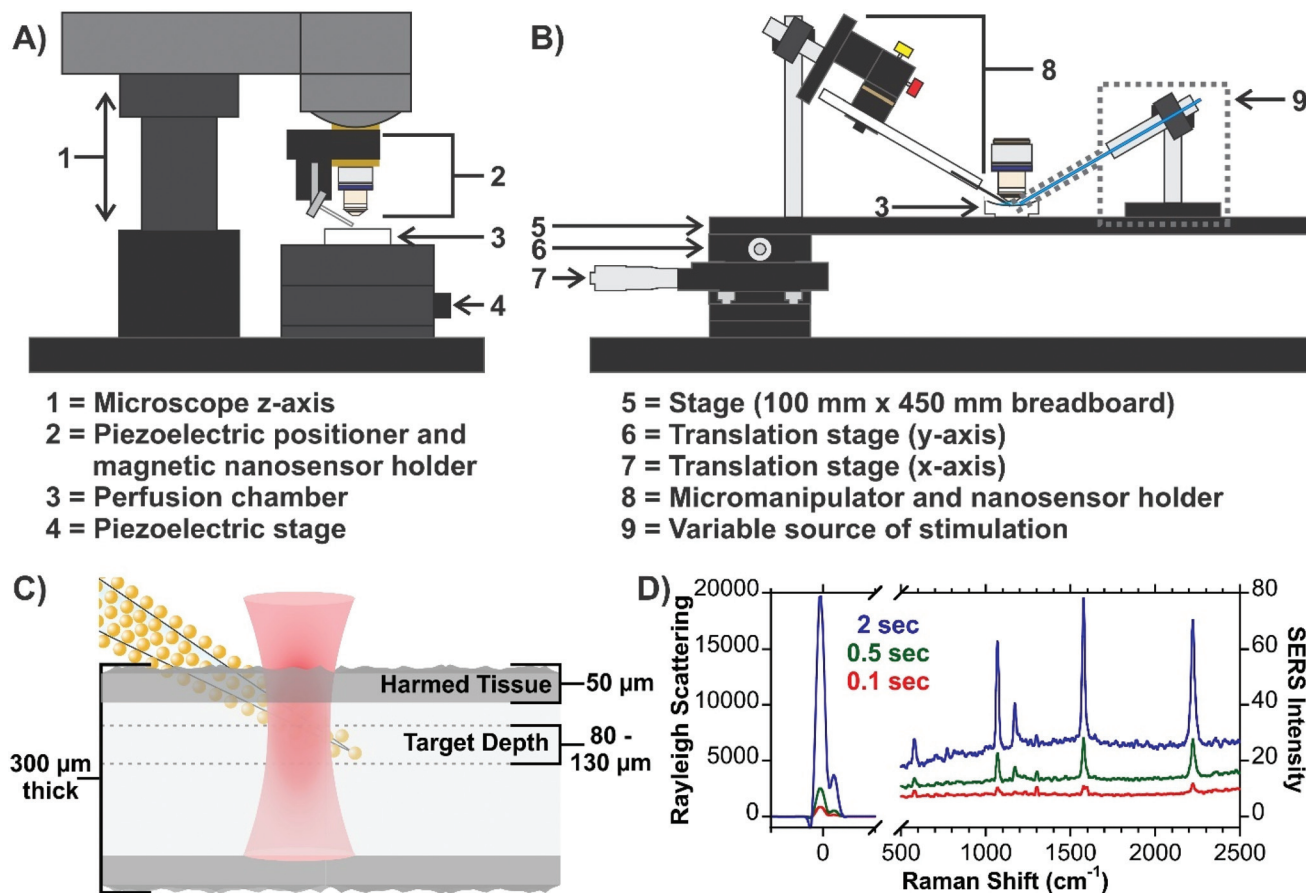 A)
1
2
3
4
1 = Microscope z-axis
2 = Piezoelectric positioner and
magnetic nanosensor holder
3 = Perfusion chamber
4 = Piezoelectric stage
B)
8
9
3
5
6
7
5 = Stage (100 mm x 450 mm breadboard)
6 = Translation stage (y-axis)
7 = Translation stage (x-axis)
8 = Micromanipulator and nanosensor holder
9 = Variable source of stimulation
C)
Harmed Tissue
50 µm
Target Depth
80 -
130 µm
300 µm
thick
D)
Rayleigh Scattering
20000
15000
10000
5000
0
2 sec
0.5 sec
0.1 sec
80
60
40
20
0
SERS Intensity
0
500
1000
1500
2000
2500
Raman Shift (cm⁻¹)